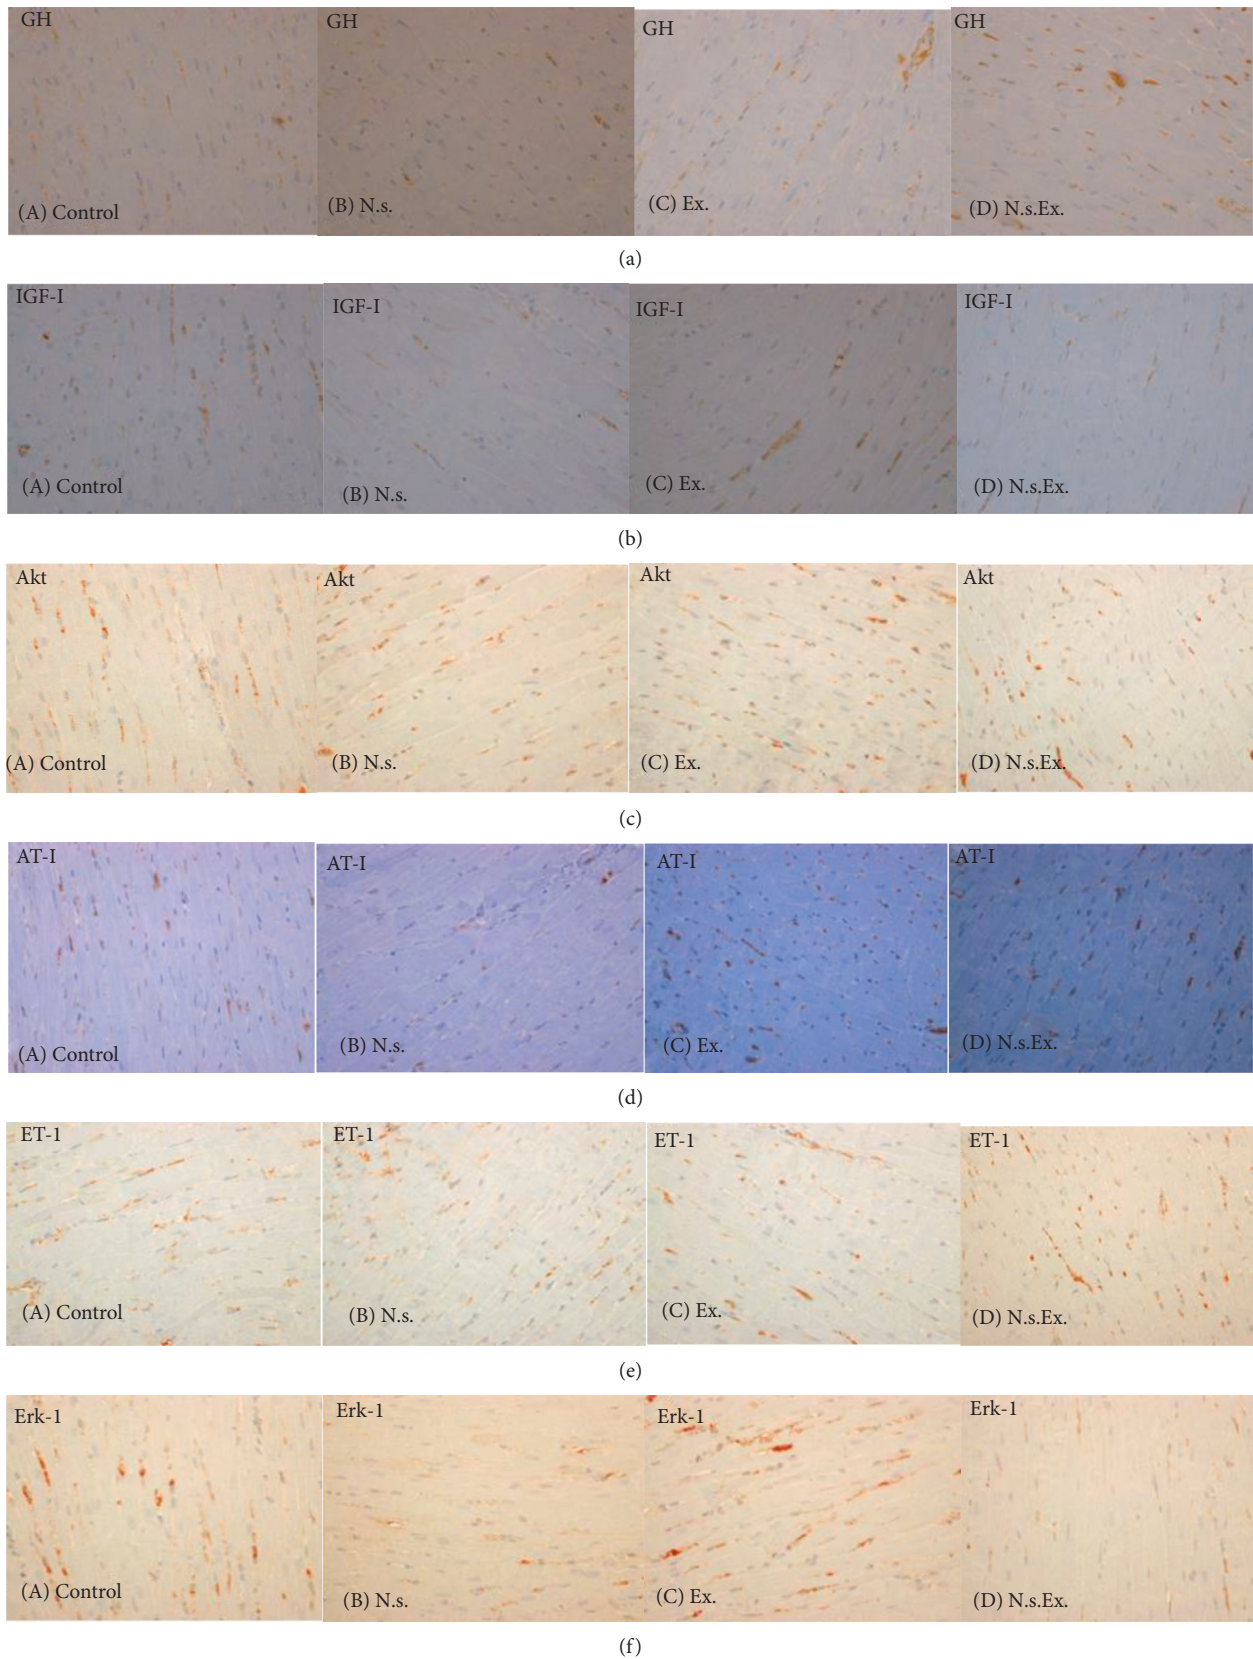 GH GH GH GH
(A) Control (B) N.s. (C) Ex. (D) N.s.Ex.
(a)
IGF-I IGF-I IGF-I IGF-I
(A) Control (B) N.s. (C) Ex. (D) N.s.Ex.
(b)
Akt Akt Akt Akt
(A) Control (B) N.s. (C) Ex. (D) N.s.Ex.
(c)
AT-I AT-I AT-I AT-I
(A) Control (B) N.s. (C) Ex. (D) N.s.Ex.
(d)
ET-1 ET-1 ET-1 ET-1
(A) Control (B) N.s. (C) Ex. (D) N.s.Ex.
(e)
Erk-1 Erk-1 Erk-1 Erk-1
(A) Control (B) N.s. (C) Ex. (D) N.s.Ex.
(f)